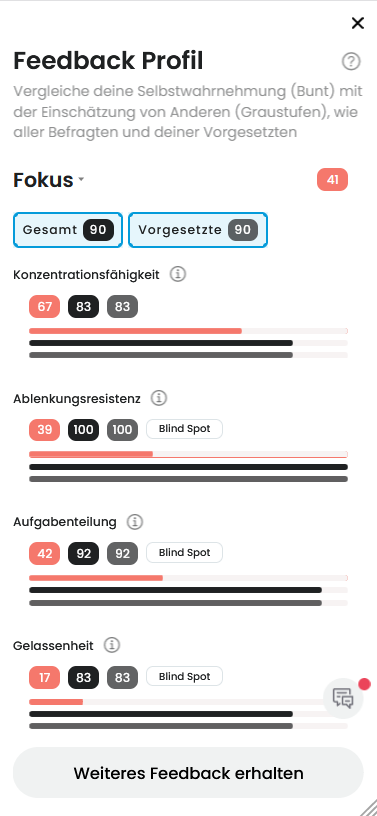 Feedback Profil
?
Vergleiche deine Selbstwahrnehmung (Bunt) mit
der Einschätzung von Anderen (Graustufen), wie
aller Befragten und deiner Vorgesetzten
Fokus 41
Gesamt 90 Vorgesetzte 90
Konzentrationsfähigkeit i
67 83 83
Ablenkungsresistenz i
39 100 100 Blind Spot
Aufgabenteilung i
42 92 92 Blind Spot
Gelassenheit i
17 83 83 Blind Spot
Weiteres Feedback erhalten